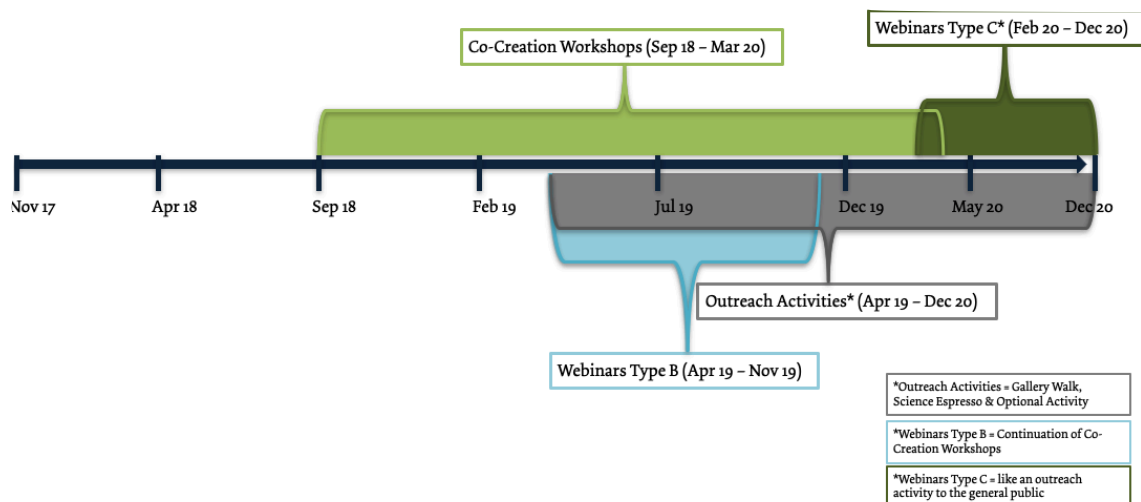 Webinars Type C* (Feb 20 – Dec 20)
Co-Creation Workshops (Sep 18 – Mar 20)
Nov 17
Apr 18
Sep 18
Feb 19
Jul 19
Dec 19
May 20
Dec 20
Outreach Activities* (Apr 19 – Dec 20)
Webinars Type B (Apr 19 – Nov 19)
*Outreach Activities = Gallery Walk,
Science Espresso & Optional Activity
*Webinars Type B = Continuation of Co-
Creation Workshops
*Webinars Type C = like an outreach
activity to the general public